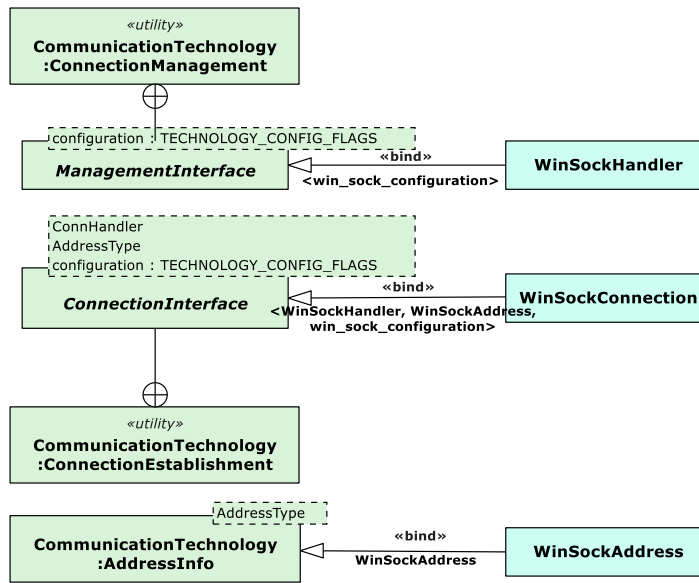 «utility»
CommunicationTechnology
:ConnectionManagement
configuration : TECHNOLOGY_CONFIG_FLAGS
ManagementInterface
«bind»
<win_sock_configuration>
WinSockHandler
ConnHandler
AddressType
configuration : TECHNOLOGY_CONFIG_FLAGS
ConnectionInterface
«bind»
<WinSockHandler, WinSockAddress,
win_sock_configuration>
WinSockConnection
«utility»
CommunicationTechnology
:ConnectionEstablishment
AddressType
CommunicationTechnology
:AddressInfo
«bind»
WinSockAddress
WinSockAddress